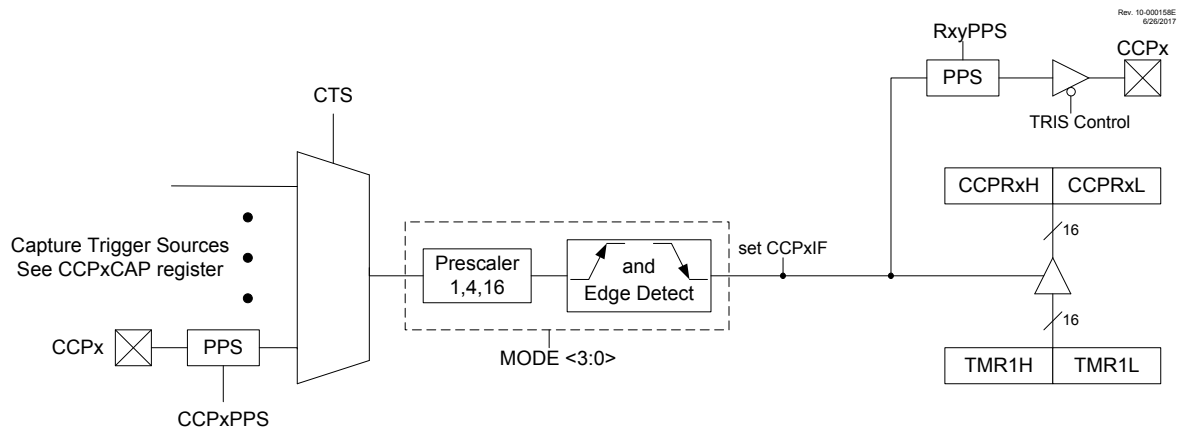 Rev. 10-000158E
6/26/2017
RxyPPS
CCPx
PPS
TRIS Control
CTS
CCPRxH CCPRxL
16
Capture Trigger Sources
See CCPxCAP register
Prescaler
1,4,16
and
Edge Detect
set CCPxIF
16
CCPx
PPS
MODE <3:0>
TMR1H TMR1L
CCPxPPS